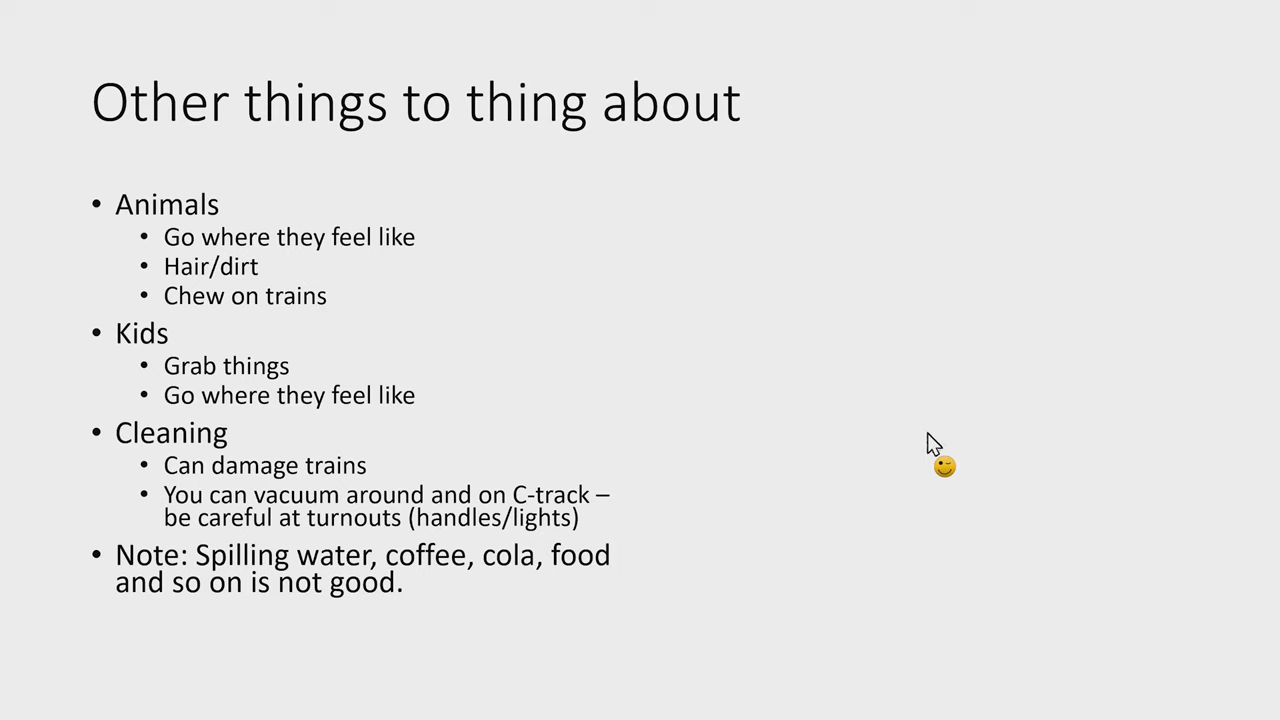 Other things to thing about
• Animals
• Go where they feel like
• Hair/dirt
• Chew on trains
• Kids
• Grab things
• Go where they feel like
• Cleaning
• Can damage trains
• You can vacuum around and on C-track –
be careful at turnouts (handles/lights)
• Note: Spilling water, coffee, cola, food
and so on is not good.